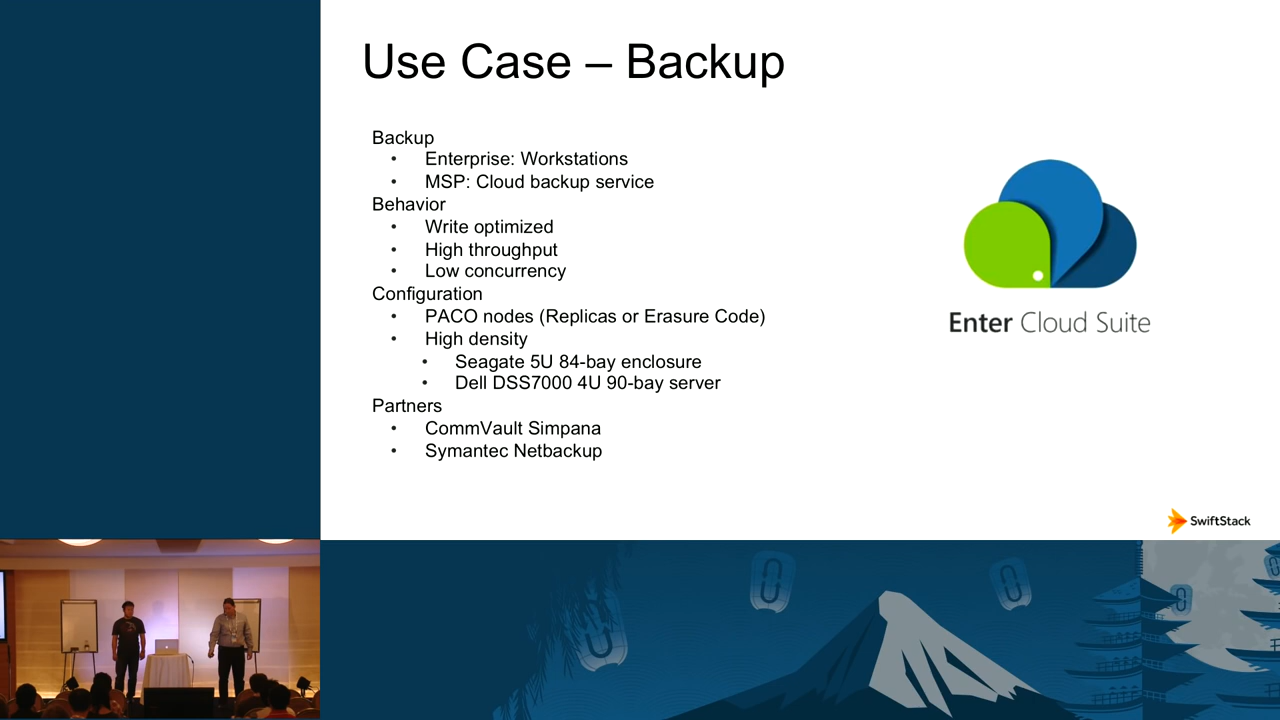 Use Case – Backup
Backup
• Enterprise: Workstations
• MSP: Cloud backup service
Behavior
• Write optimized
• High throughput
• Low concurrency
Configuration
• PACO nodes (Replicas or Erasure Code)
• High density
• Seagate 5U 84-bay enclosure
• Dell DSS7000 4U 90-bay server
Partners
• CommVault Simpana
• Symantec Netbackup
Enter Cloud Suite
SwiftStack